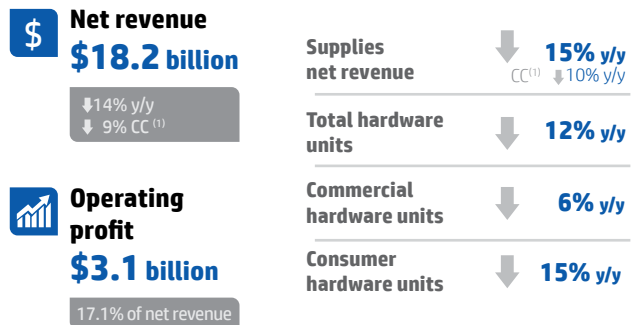 $
Net revenue
$18.2 billion
⬇14% y/y
⬇ 9% CC (1)
Operating
profit
$3.1 billion
17.1% of net revenue
Supplies
net revenue
⬇ 15% y/y
CC(1) ⬇10% y/y
Total hardware
units
⬇ 12% y/y
Commercial
hardware units
⬇ 6% y/y
Consumer
hardware units
⬇ 15% y/y